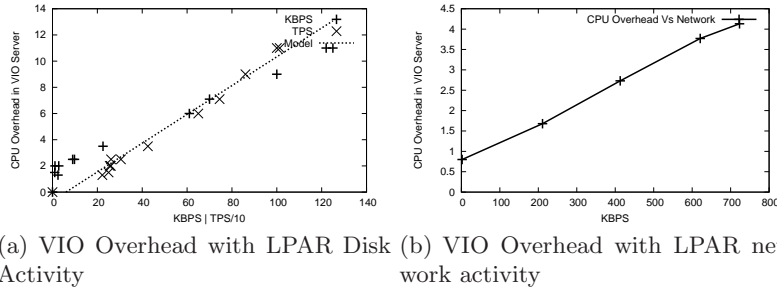 14
12
10
8
6
4
2
0
0 20 40 60 80 100 120 140
CPU Overhead in VIO Server
KBPS | TPS/10
KBPS
TPS
Model
4.5
4
3.5
3
2.5
2
1.5
1
0.5
0
0 100 200 300 400 500 600 700 800
CPU Overhead in VIO Server
KBPS
CPU Overhead Vs Network
(a) VIO Overhead with LPAR Disk
Activity
(b) VIO Overhead with LPAR net
work activity